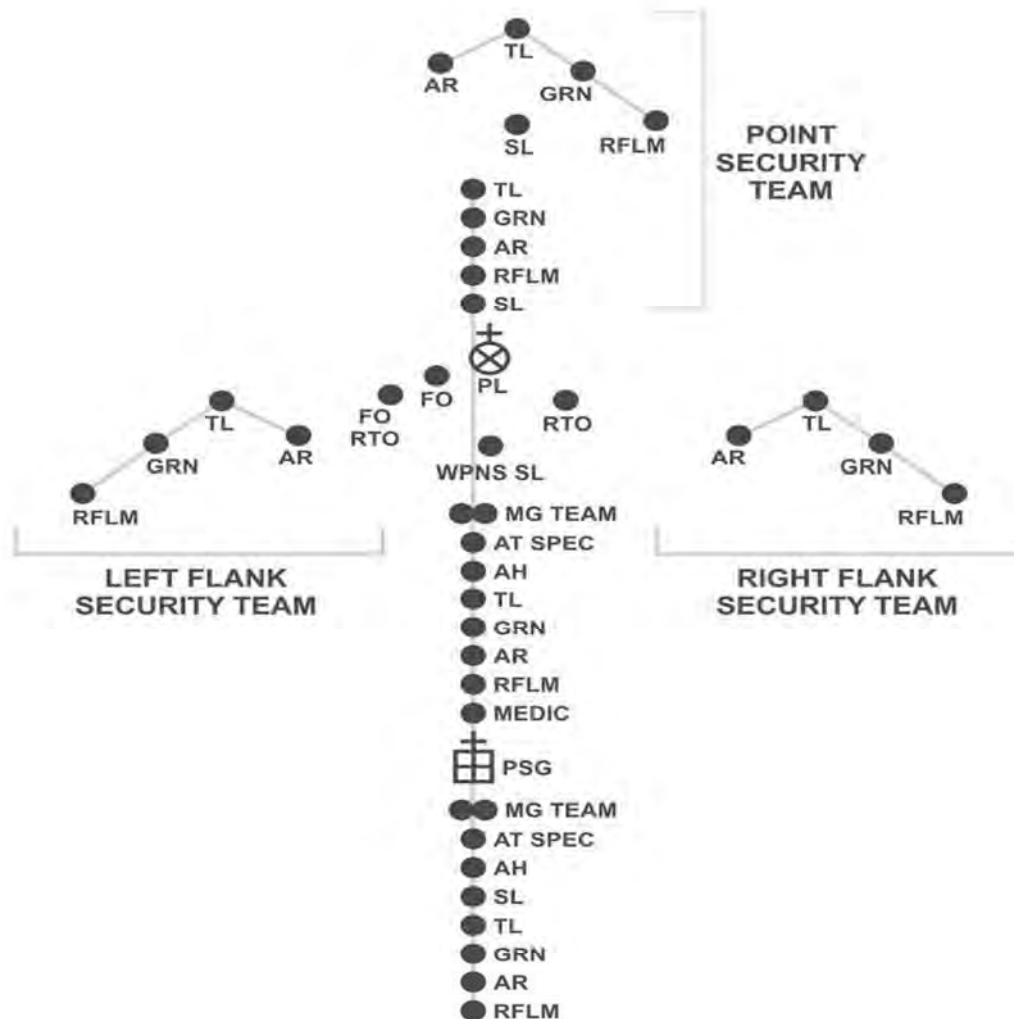 TL
AR
GRN
SL
RFLM
POINT
SECURITY
TEAM
TL
GRN
AR
RFLM
SL
PL
FO
FO
RTO
RTO
WPNS SL
TL
GRN
AR
RFLM
LEFT FLANK
SECURITY TEAM
TL
AR
GRN
RFLM
RIGHT FLANK
SECURITY TEAM
MG TEAM
AT SPEC
AH
TL
GRN
AR
RFLM
MEDIC
PSG
MG TEAM
AT SPEC
AH
SL
TL
GRN
AR
RFLM